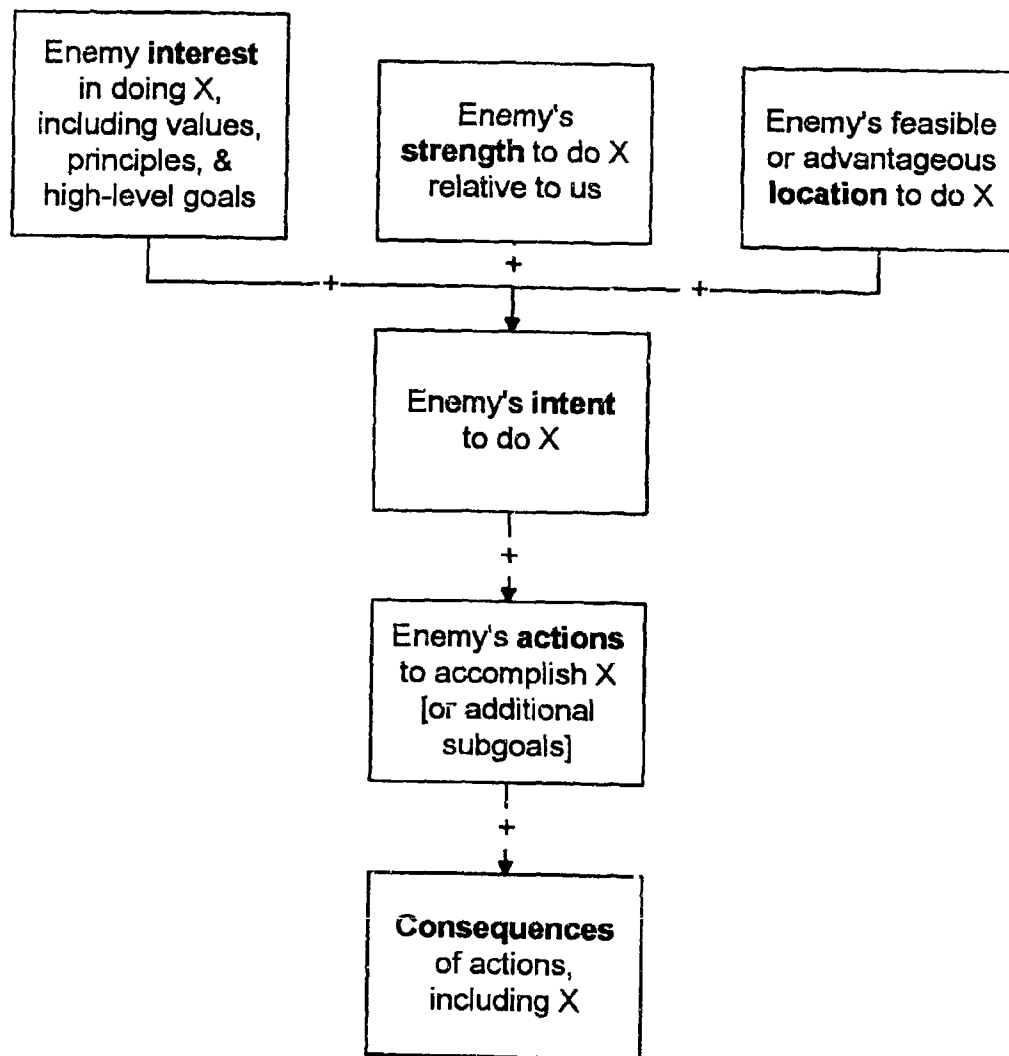 Enemy interest
in doing X,
including values,
principles, &
high-level goals
Enemy's
strength to do X
relative to us
Enemy's feasible
or advantageous
location to do X
+
+
+
Enemy's intent
to do X
+
Enemy's actions
to accomplish X
[or additional
subgoals]
+
Consequences
of actions,
including X